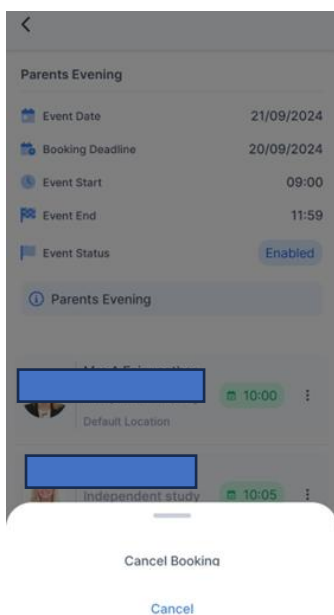 Parents Evening
Event Date 21/09/2024
Booking Deadline 20/09/2024
Event Start 09:00
Event End 11:59
Event Status Enabled
Parents Evening
10:00
Default Location
Independent study 10:05
Cancel Booking
Cancel